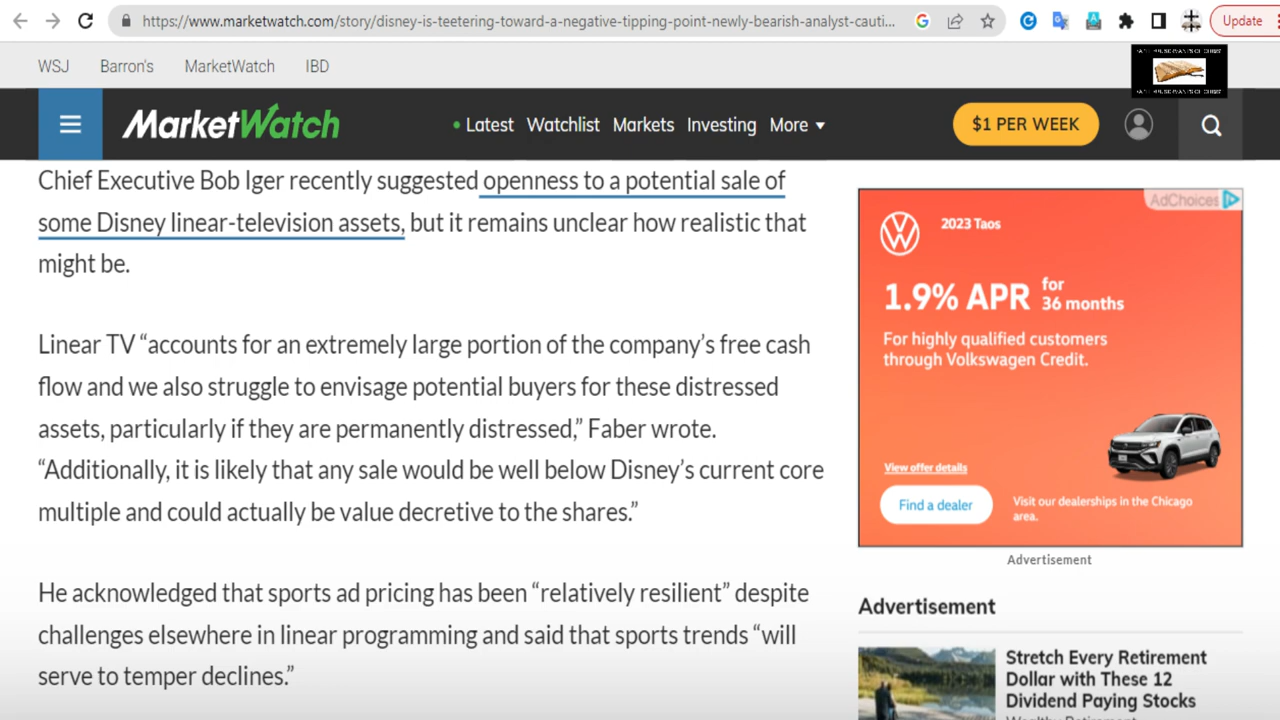 https://www.marketwatch.com/story/disney-is-teetering-toward-a-negative-tipping-point-newly-bearish-analyst-cauti...
Update
WSJ Barron's MarketWatch IBD
MarketWatch
Latest Watchlist Markets Investing More
$1 PER WEEK
Chief Executive Bob Iger recently suggested openness to a potential sale of
some Disney linear-television assets, but it remains unclear how realistic that
might be.
Linear TV “accounts for an extremely large portion of the company’s free cash
flow and we also struggle to envisage potential buyers for these distressed
assets, particularly if they are permanently distressed,” Faber wrote.
“Additionally, it is likely that any sale would be well below Disney’s current core
multiple and could actually be value decretive to the shares.”
He acknowledged that sports ad pricing has been “relatively resilient” despite
challenges elsewhere in linear programming and said that sports trends “will
serve to temper declines.”
AdChoices
2023 Taos
1.9% APR for
36 months
For highly qualified customers
through Volkswagen Credit.
View offer details
Find a dealer
Visit our dealerships in the Chicago
area.
Advertisement
Advertisement
Stretch Every Retirement
Dollar with These 12
Dividend Paying Stocks
Wealthy Retirement